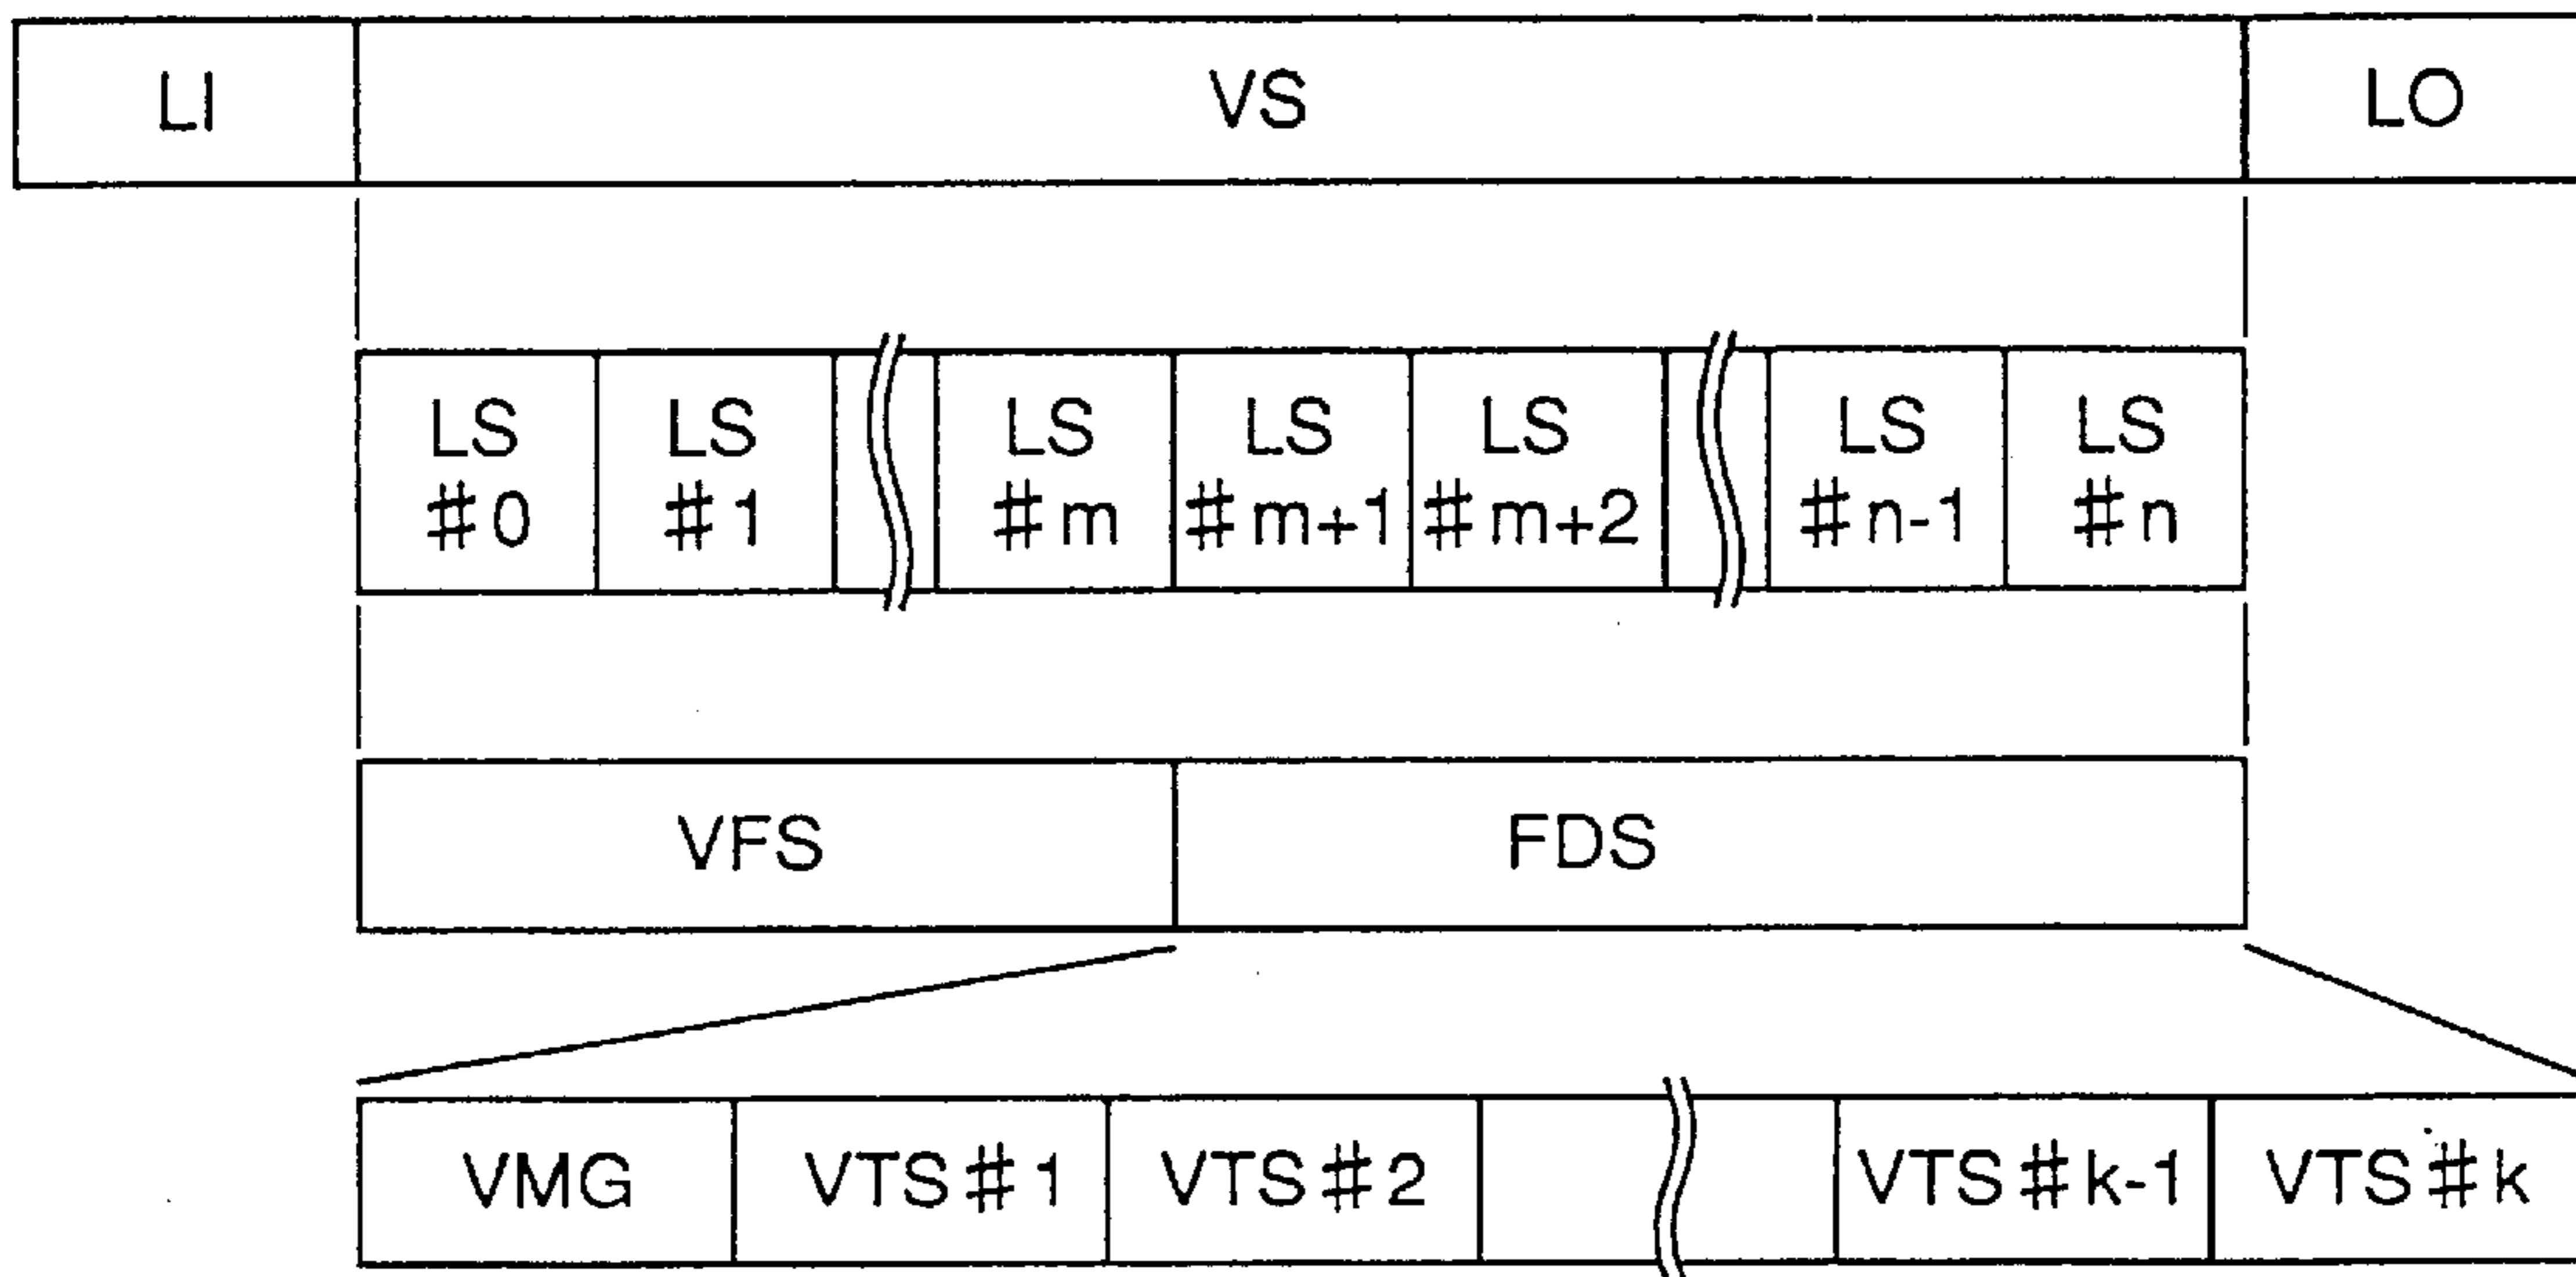 LI VS LO
LS LS LS LS LS LS LS
#0 #1 #m #m+1 #m+2 #n-1 #n
VFS FDS
VMG VTS#1 VTS#2 VTS#k-1 VTS#k